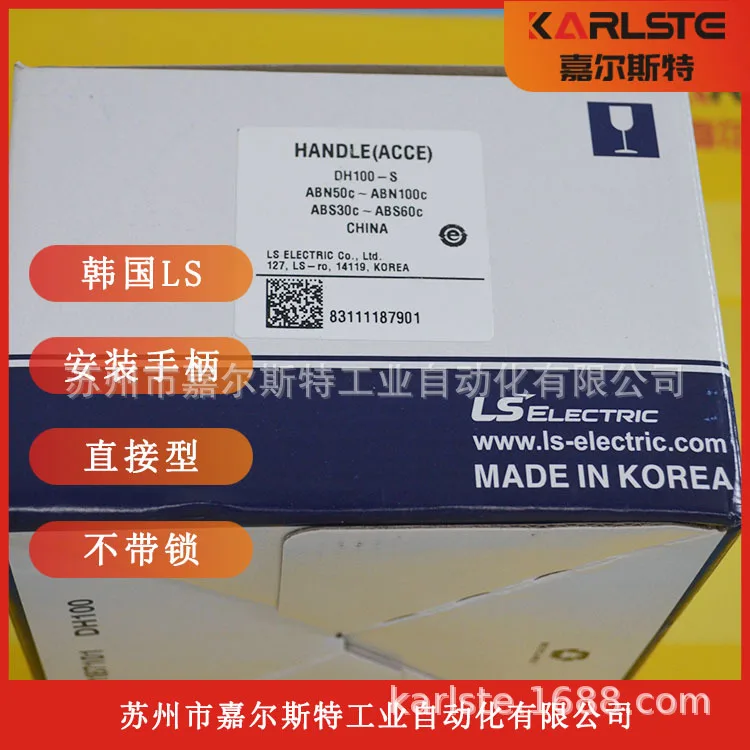 KARLSTE
嘉尔斯特
HANDLE(ACCE)
DH100-S
ABN50c~ABN100c
ABS30c~ABS60c
CHINA
LS ELECTRIC Co., Ltd.
127, LS-ro, 14119, KOREA
83111187901
韩国LS
安装手柄
直接型
不带锁
苏州市嘉尔斯特工业自动化有限公司
LS ELECTRIC
www.ls-electric.com
MADE IN KOREA
DH100
karlste.1688.com
苏州市嘉尔斯特工业自动化有限公司